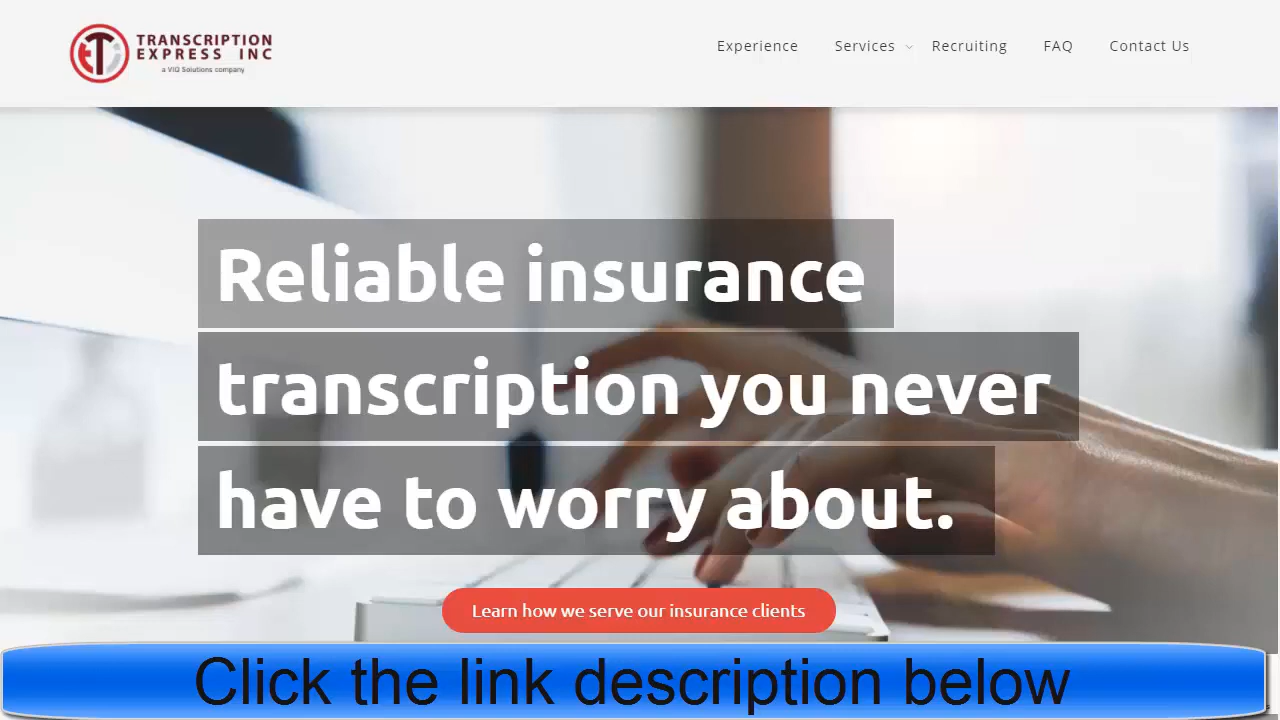 TRANSCRIPTION
EXPRESS INC
a VIQ Solutions company
Experience Services Recruiting FAQ Contact Us
Reliable insurance
transcription you never
have to worry about.
Learn how we serve our insurance clients
Click the link description below